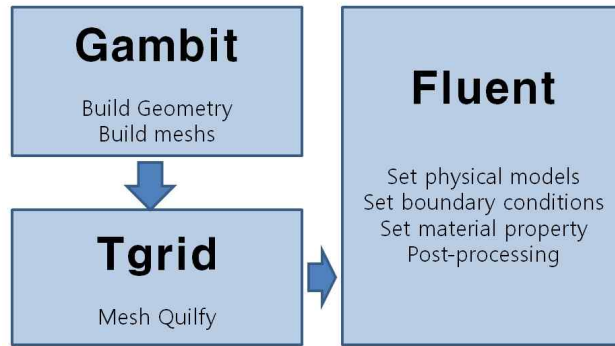 Gambit
Build Geometry
Build meshs
Tgrid
Mesh Quilfy
Fluent
Set physical models
Set boundary conditions
Set material property
Post-processing